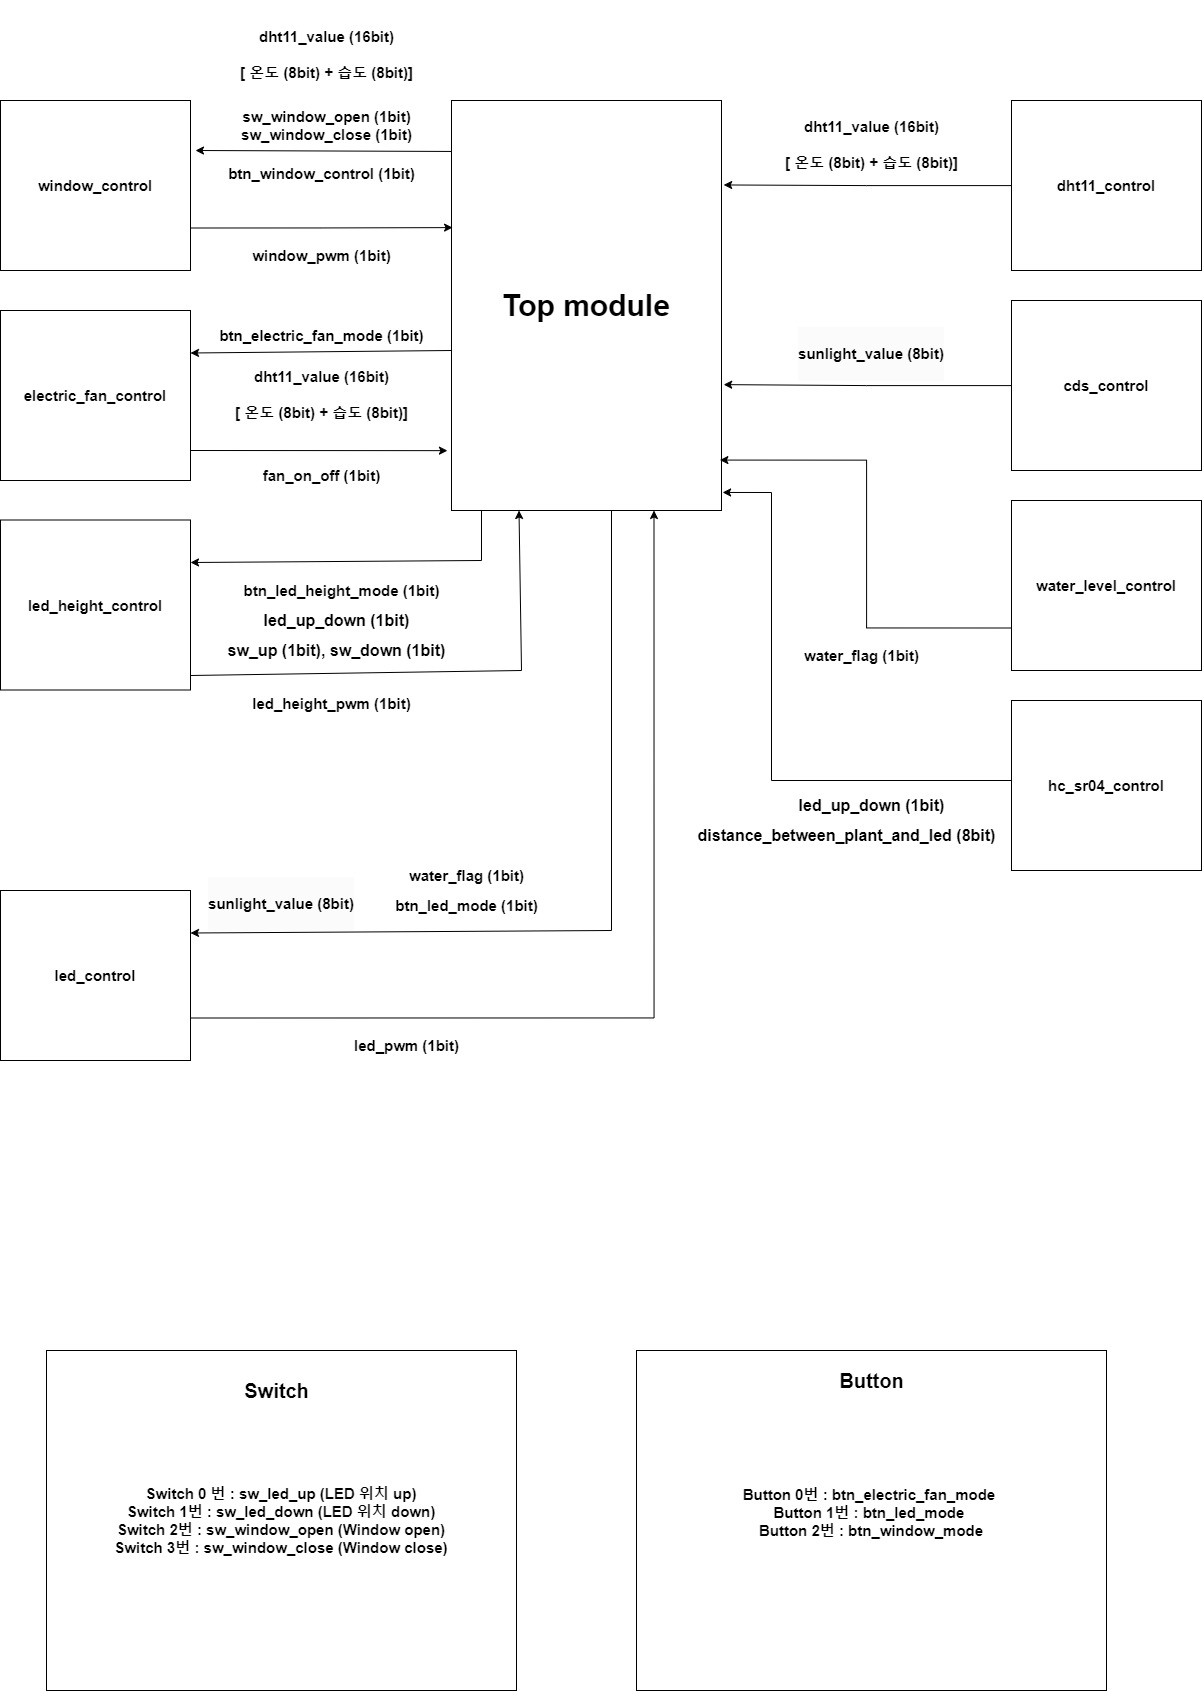 dht11_value (16bit)
[ 온도 (8bit) + 습도 (8bit)]
sw_window_open (1bit)
sw_window_close (1bit)
btn_window_control (1bit)
window_control
window_pwm (1bit)
btn_electric_fan_mode (1bit)
dht11_value (16bit)
[ 온도 (8bit) + 습도 (8bit)]
electric_fan_control
fan_on_off (1bit)
btn_led_height_mode (1bit)
led_up_down (1bit)
sw_up (1bit), sw_down (1bit)
led_height_control
led_height_pwm (1bit)
water_flag (1bit)
sunlight_value (8bit)
btn_led_mode (1bit)
led_control
led_pwm (1bit)
Top module
dht11_value (16bit)
[ 온도 (8bit) + 습도 (8bit)]
dht11_control
sunlight_value (8bit)
cds_control
water_level_control
water_flag (1bit)
hc_sr04_control
led_up_down (1bit)
distance_between_plant_and_led (8bit)
Switch
Switch 0 번 : sw_led_up (LED 위치 up)
Switch 1번 : sw_led_down (LED 위치 down)
Switch 2번 : sw_window_open (Window open)
Switch 3번 : sw_window_close (Window close)
Button
Button 0번 : btn_electric_fan_mode
Button 1번 : btn_led_mode
Button 2번 : btn_window_mode